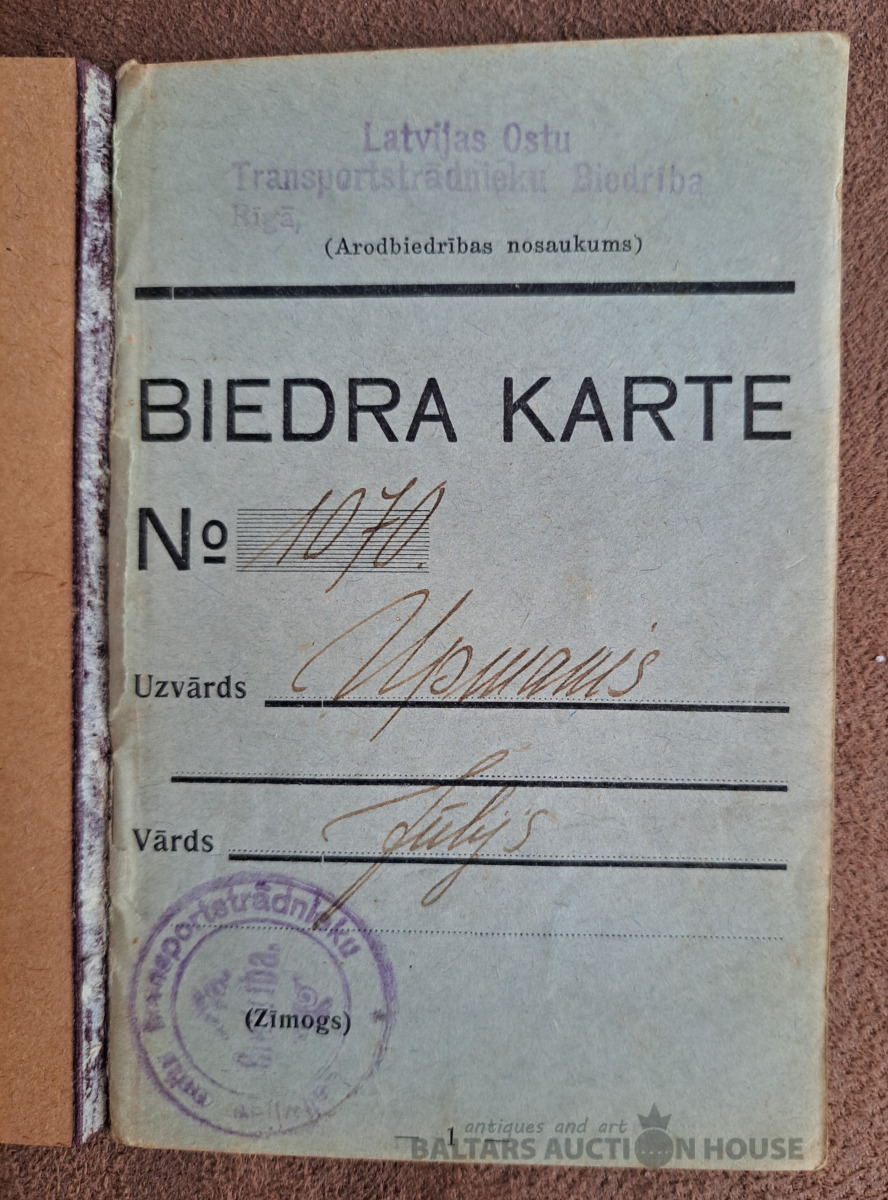 Latvijas Ostu
Transportstrādnieku Biedrība
Rīgā,
(Arodbiedrības nosaukums)
BIEDRA KARTE
№ 1070.
Uzvārds Upmanis
Vārds Jūlijs
Transportstrādnieku
(Zīmogs)
— 1 —
antiques and art
BALTARS AUCTION HOUSE